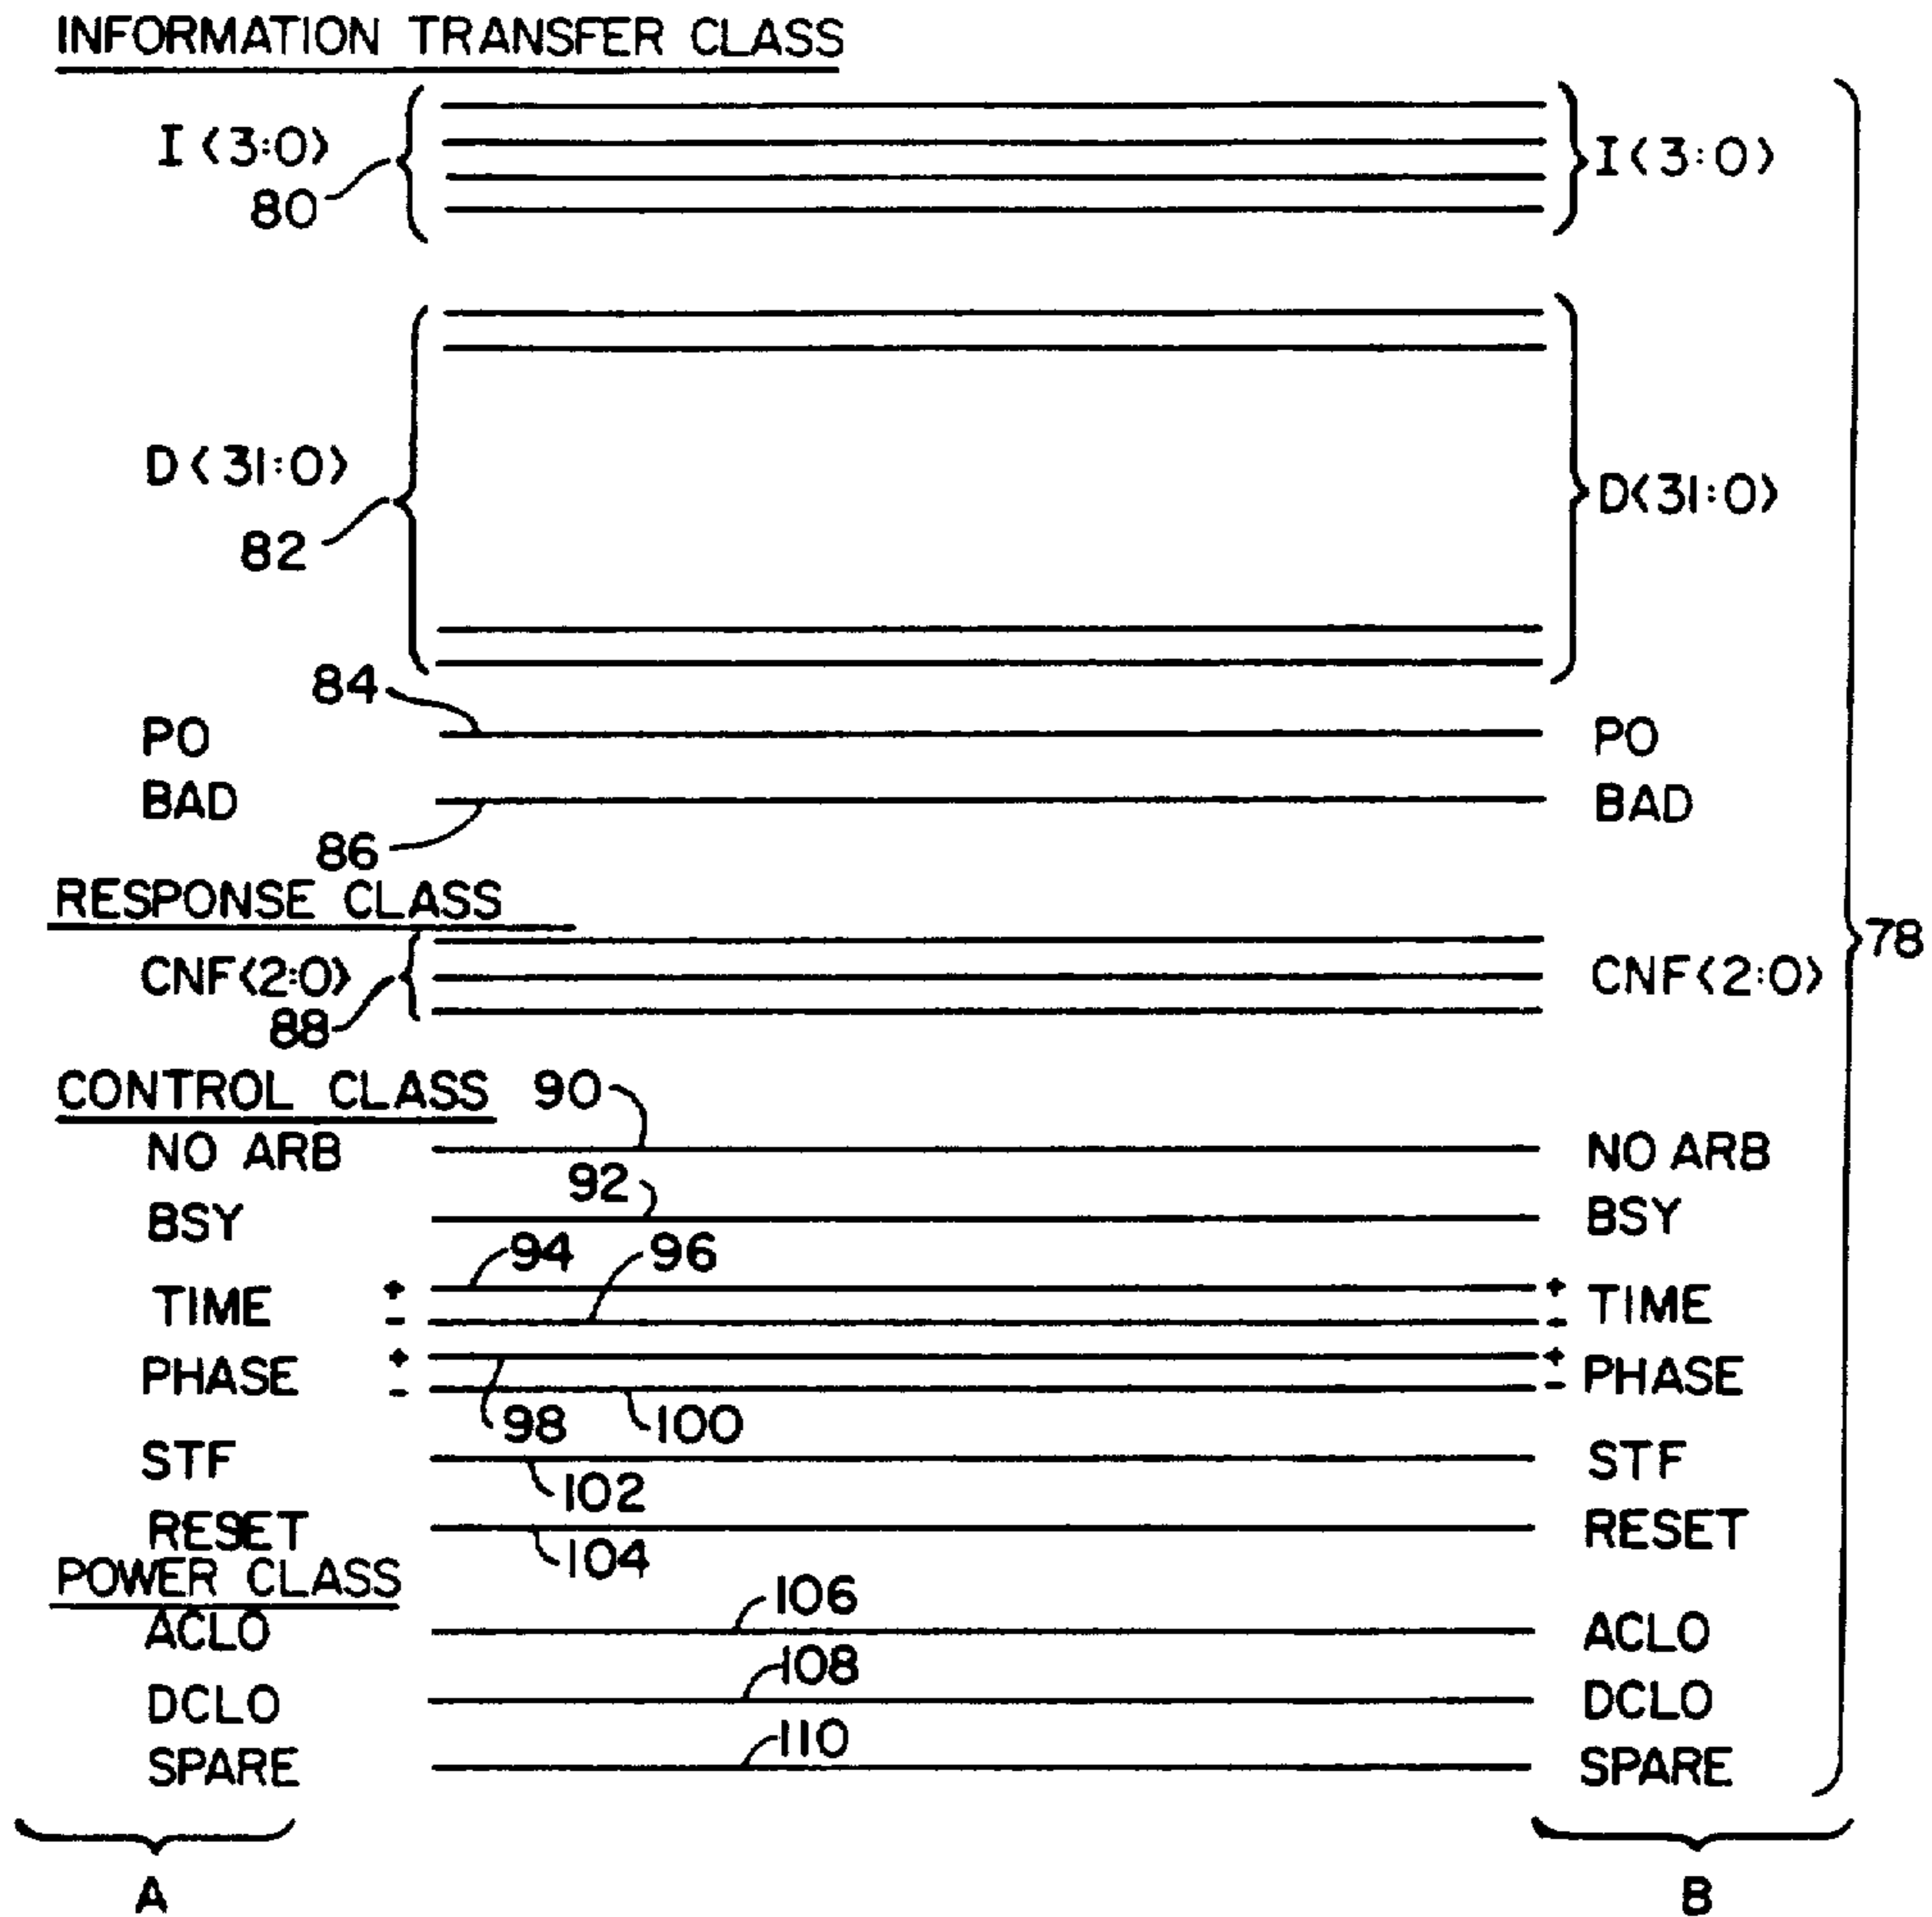 INFORMATION TRANSFER CLASS
I <3:0> I<3:0>
80
D<31:0> D<31:0>
82
84
PO PO
BAD BAD
86
RESPONSE CLASS
78
CNF<2:0> CNF<2:0>
88
CONTROL CLASS 90
NO ARB NO ARB
92
BSY BSY
94 96
TIME + + TIME
- -
PHASE + + PHASE
- -
98 100
STF STF
102
RESET RESET
104
POWER CLASS
106
ACLO ACLO
108
DCLO DCLO
110
SPARE SPARE
A B